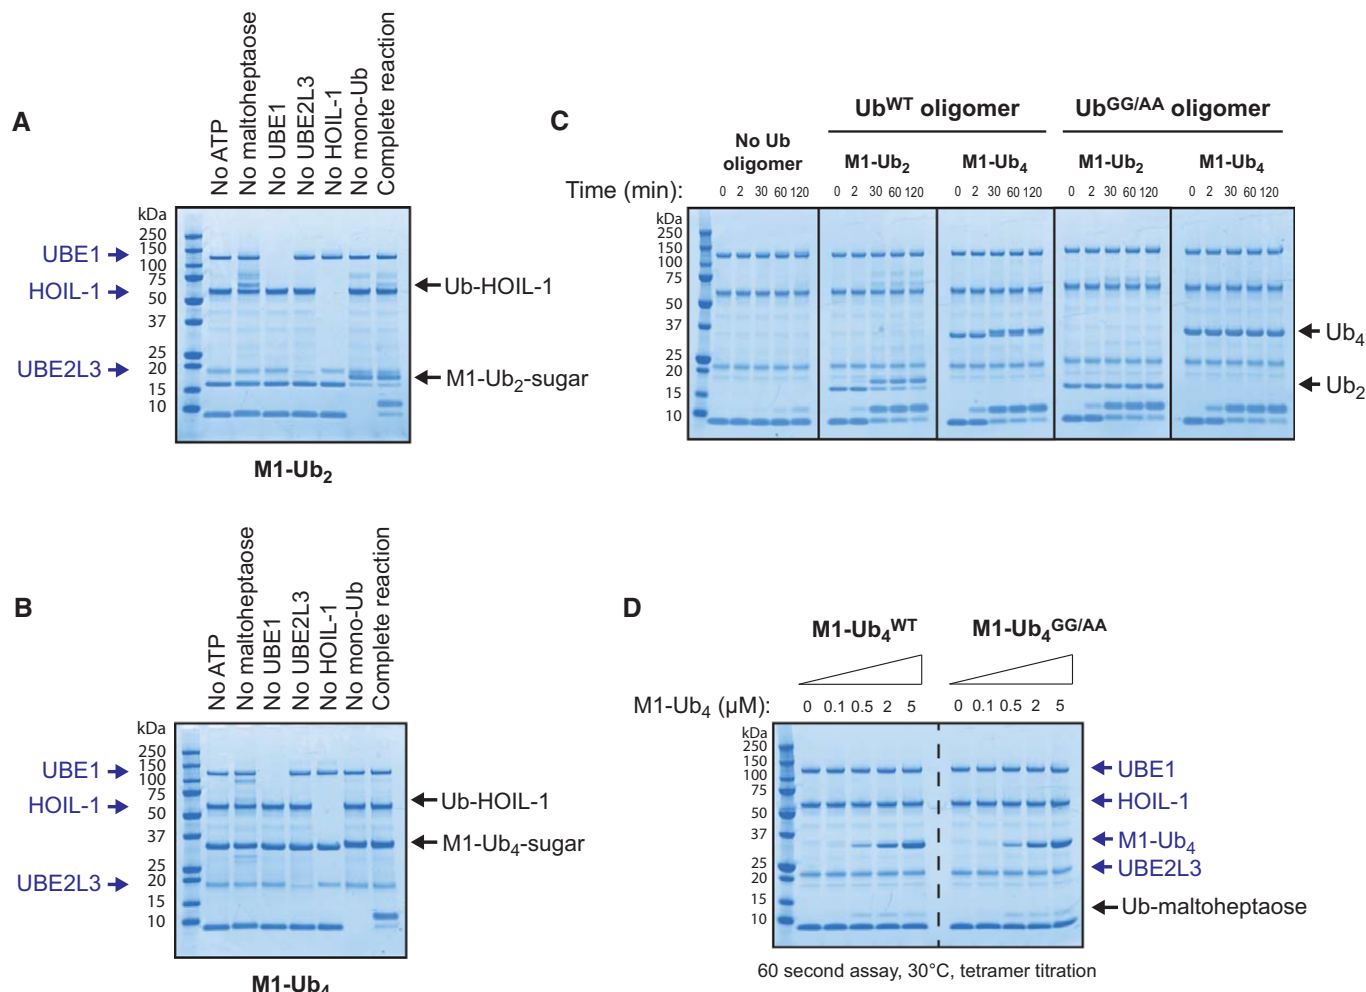 A
No ATP
No maltoheptaose
No UBE1
No UBE2L3
No HOIL-1
No mono-Ub
Complete reaction
kDa
250
150
100
75
50
37
25
20
15
10
UBE1
HOIL-1
UBE2L3
Ub-HOIL-1
M1-Ub2-sugar
M1-Ub2
B
No ATP
No maltoheptaose
No UBE1
No UBE2L3
No HOIL-1
No mono-Ub
Complete reaction
kDa
250
150
100
75
50
37
25
20
15
10
UBE1
HOIL-1
UBE2L3
Ub-HOIL-1
M1-Ub4-sugar
M1-Ub4
C
No Ub oligomer
UbWT oligomer
UbGG/AA oligomer
M1-Ub2 M1-Ub4 M1-Ub2 M1-Ub4
Time (min): 0 2 30 60 120 0 2 30 60 120 0 2 30 60 120 0 2 30 60 120 0 2 30 60 120
kDa
250
150
100
75
50
37
25
20
15
10
Ub4
Ub2
D
M1-Ub4WT M1-Ub4GG/AA
M1-Ub4 (µM): 0 0.1 0.5 2 5 0 0.1 0.5 2 5
kDa
250
150
100
75
50
37
25
20
15
10
UBE1
HOIL-1
M1-Ub4
UBE2L3
Ub-maltoheptaose
60 second assay, 30°C, tetramer titration